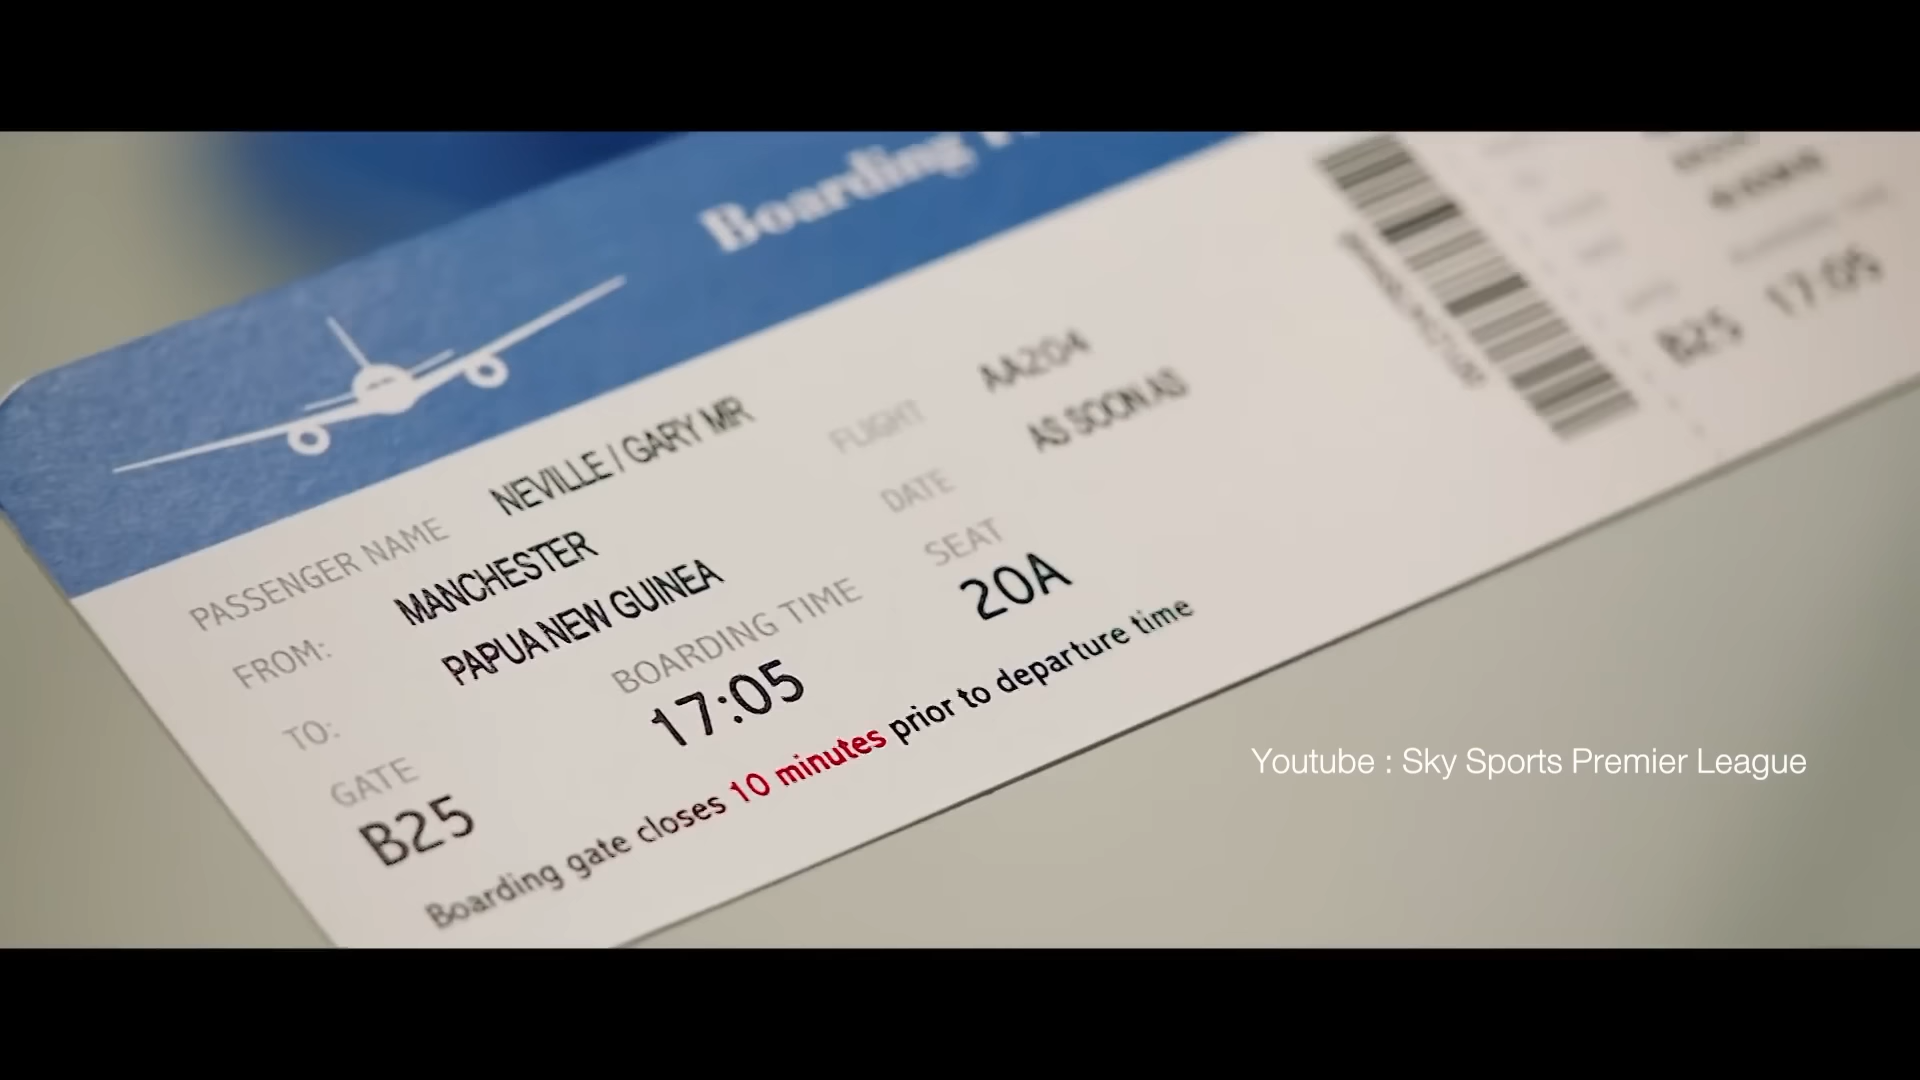 Boarding
PASSENGER NAME NEVILLE / GARY MR
FROM: MANCHESTER
TO: PAPUA NEW GUINEA
FLIGHT AA204
DATE AS SOON AS
GATE BOARDING TIME SEAT
B25 17:05 20A
Boarding gate closes 10 minutes prior to departure time
B25 17:05
Youtube : Sky Sports Premier League